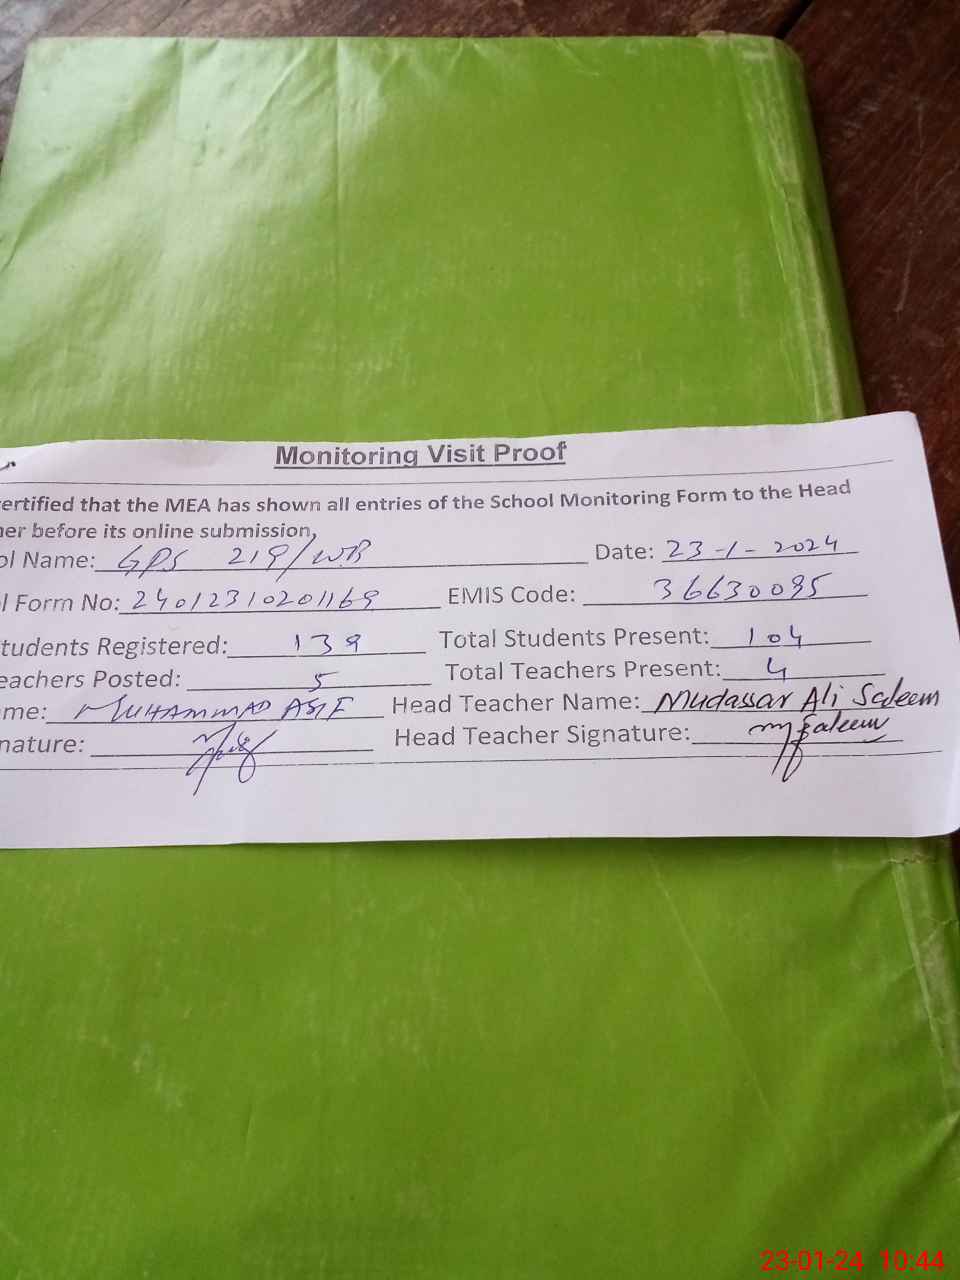 Monitoring Visit Proof
ertified that the MEA has shown all entries of the School Monitoring Form to the Head
her before its online submission,
ol Name: GPS 219/WB Date: 23-1-2024
l Form No: 24012310201169 EMIS Code: 36630095
tudents Registered: 139 Total Students Present: 104
eachers Posted: 5 Total Teachers Present: 4
me: MUHAMMAD ASIF Head Teacher Name: Mudassar Ali Saleem
nature: Head Teacher Signature: m saleem
23-01-24 10:44